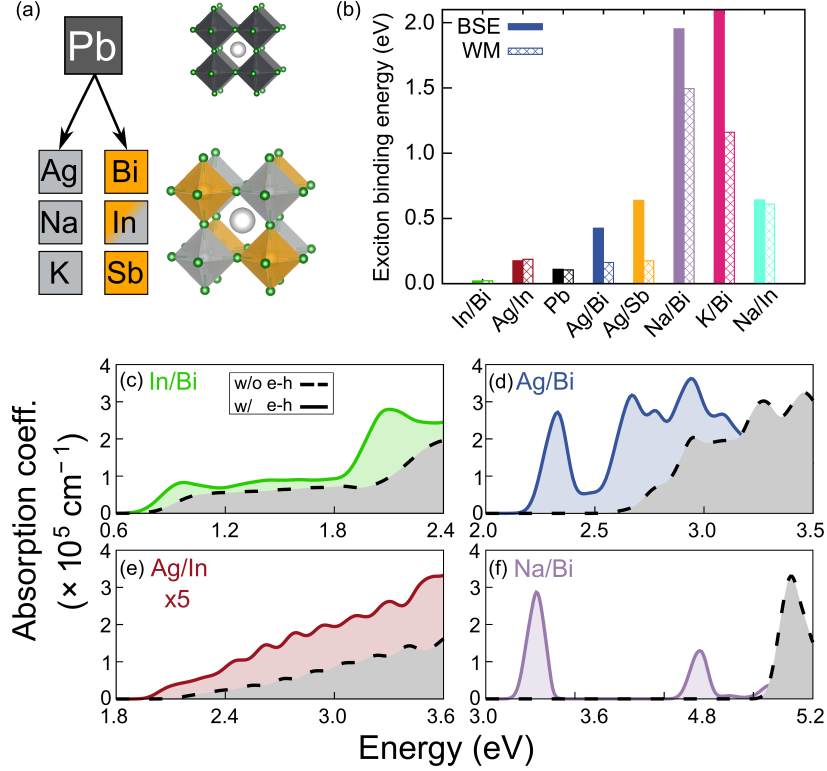 (a)
Pb
Ag Bi
Na In
K Sb
(b)
Exciton binding energy (eV)
2.0
1.5
1.0
0.5
0.0
BSE
WM
In/Bi Ag/In Pb Ag/Bi Ag/Sb Na/Bi K/Bi Na/In
Absorption coeff.
(× 10⁵ cm⁻¹)
(c) In/Bi
w/o e-h
w/ e-h
4
3
2
1
0
0.6 1.2 1.8 2.4
(d) Ag/Bi
4
3
2
1
0
2.0 2.5 3.0 3.5
(e) Ag/In
x5
4
3
2
1
0
1.8 2.4 3.0 3.6
(f) Na/Bi
4
3
2
1
0
3.0 3.6 4.8 5.2
Energy (eV)